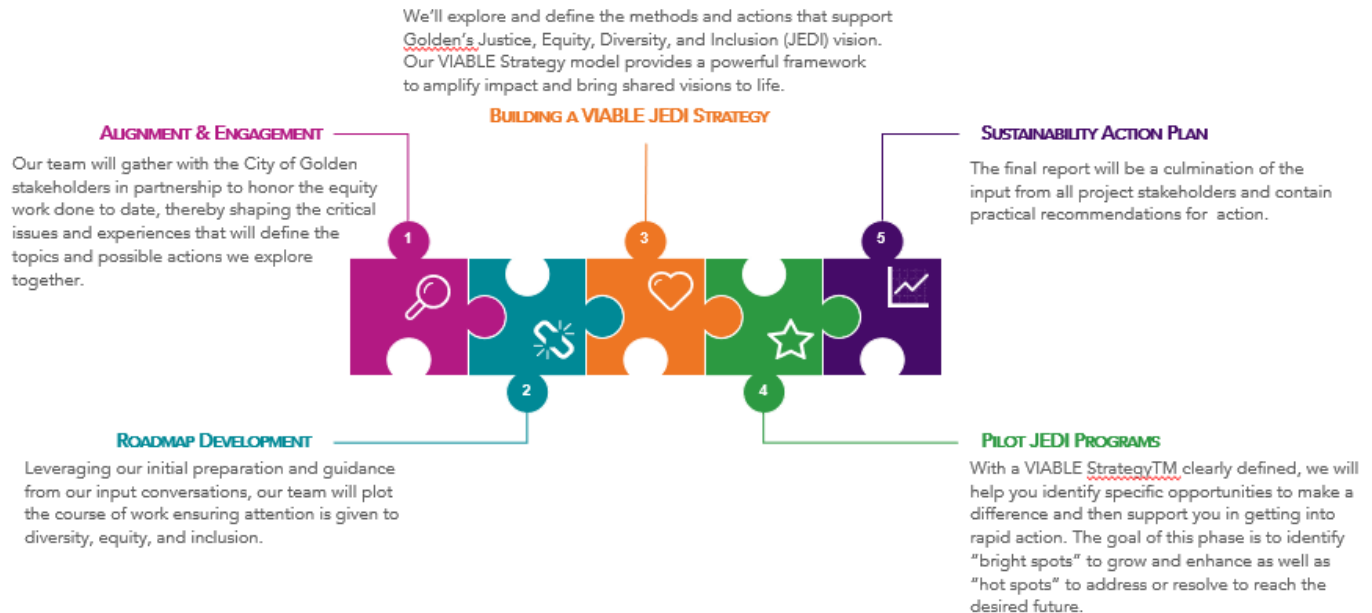 We'll explore and define the methods and actions that support
Golden's Justice, Equity, Diversity, and Inclusion (JEDI) vision.
Our VIABLE Strategy model provides a powerful framework
to amplify impact and bring shared visions to life.
BUILDING A VIABLE JEDI STRATEGY
ALIGNMENT & ENGAGEMENT
Our team will gather with the City of Golden
stakeholders in partnership to honor the equity
work done to date, thereby shaping the critical
issues and experiences that will define the
topics and possible actions we explore
together.
SUSTAINABILITY ACTION PLAN
The final report will be a culmination of the
input from all project stakeholders and contain
practical recommendations for action.
1
3
5
2
4
ROADMAP DEVELOPMENT
Leveraging our initial preparation and guidance
from our input conversations, our team will plot
the course of work ensuring attention is given to
diversity, equity, and inclusion.
PILOT JEDI PROGRAMS
With a VIABLE StrategyTM clearly defined, we will
help you identify specific opportunities to make a
difference and then support you in getting into
rapid action. The goal of this phase is to identify
"bright spots" to grow and enhance as well as
"hot spots" to address or resolve to reach the
desired future.